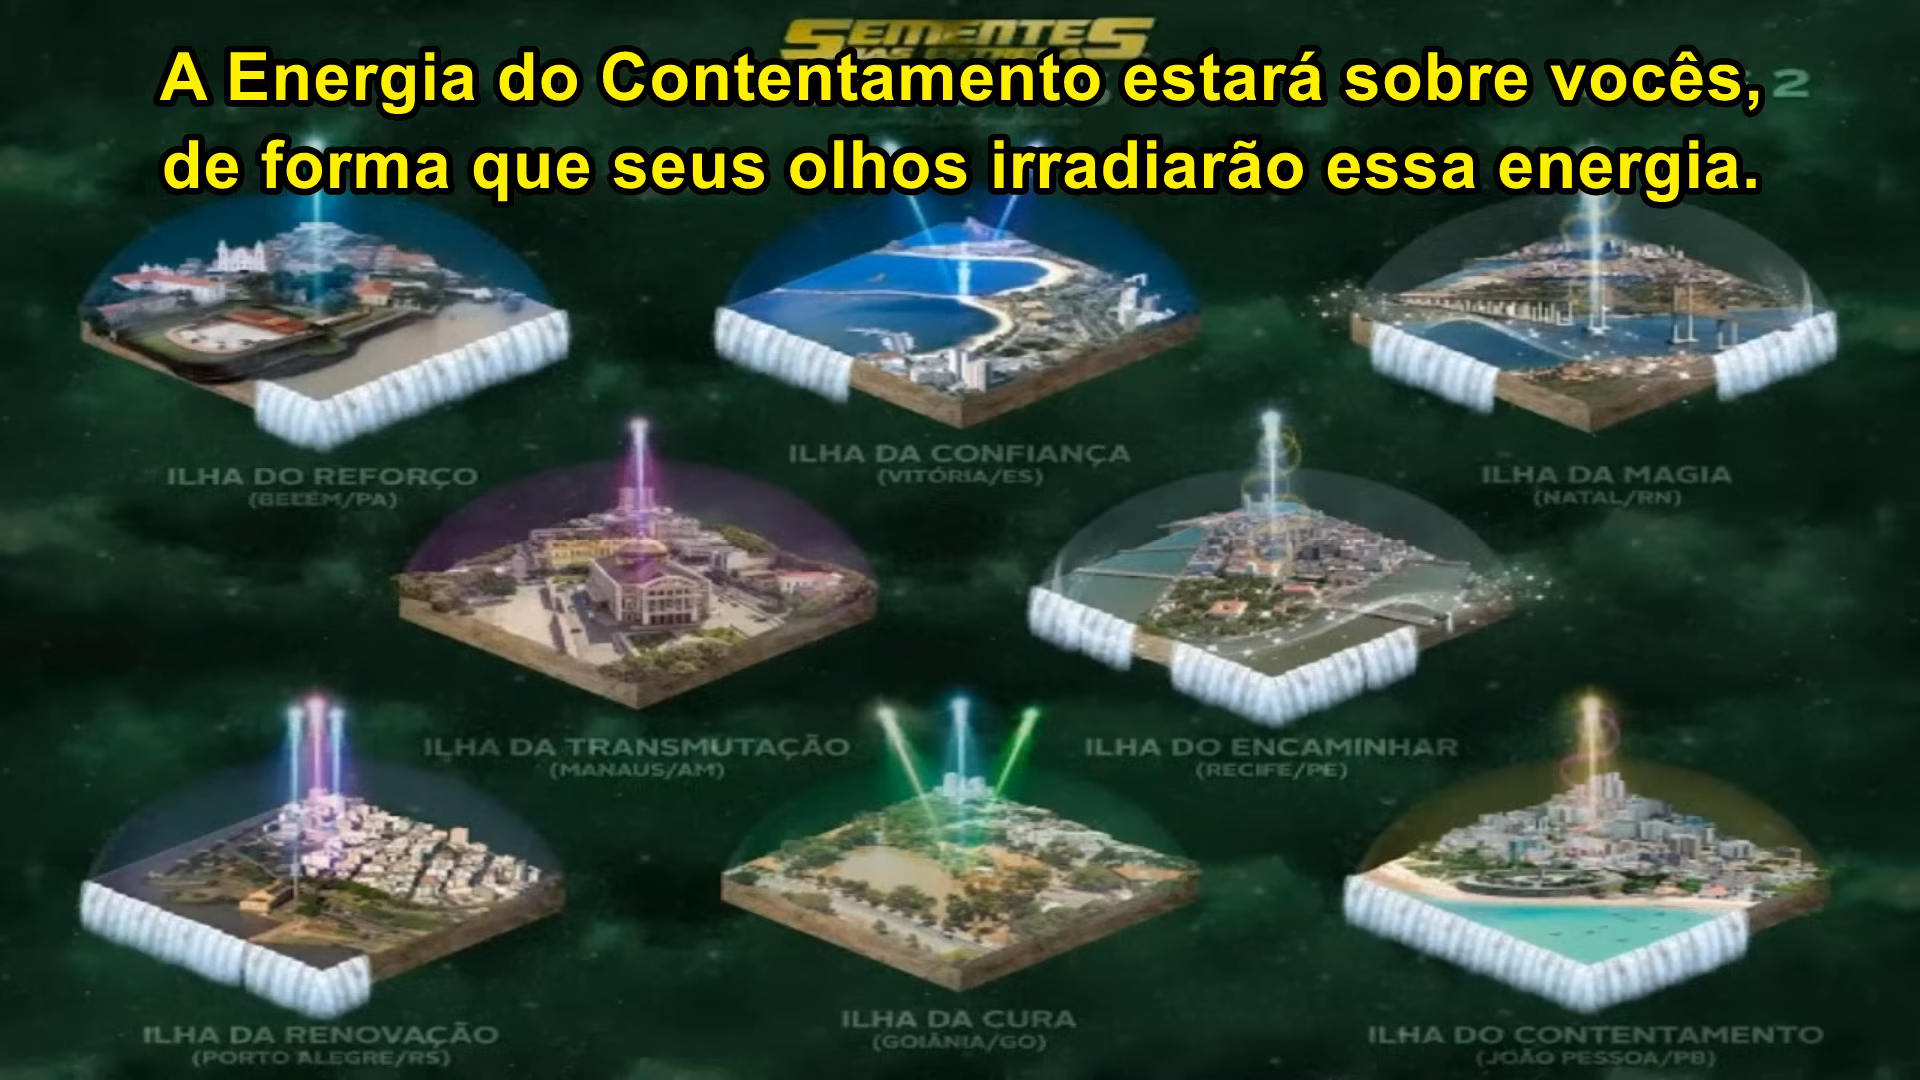 SEMENTES
DAS ESTRELAS
A Energia do Contentamento estará sobre vocês,
2
de forma que seus olhos irradiarão essa energia.
ILHA DO REFORÇO
(BELÉM/PA)
ILHA DA CONFIANÇA
(VITÓRIA/ES)
ILHA DA MAGIA
(NATAL/RN)
ILHA DA TRANSMUTAÇÃO
(MANAUS/AM)
ILHA DO ENCAMINHAR
(RECIFE/PE)
ILHA DA RENOVAÇÃO
(PORTO ALEGRE/RS)
ILHA DA CURA
(GOIÂNIA/GO)
ILHA DO CONTENTAMENTO
(JOÃO PESSOA/PB)